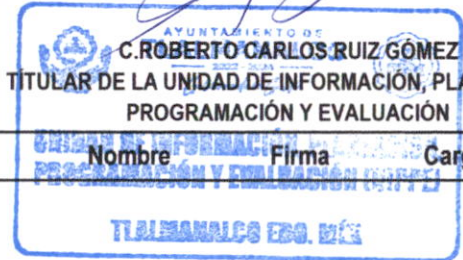 AYUNTAMIENTO DE
C.ROBERTO CARLOS RUIZ GÓMEZ
TITULAR DE LA UNIDAD DE INFORMACIÓN, PLA
PROGRAMACIÓN Y EVALUACIÓN
UNIDAD DE INFORMACIÓN
Nombre Firma Car
PROGRAMACIÓN Y EVALUACIÓN (UIPPE)
TLALMANALCO EDO. MÉX